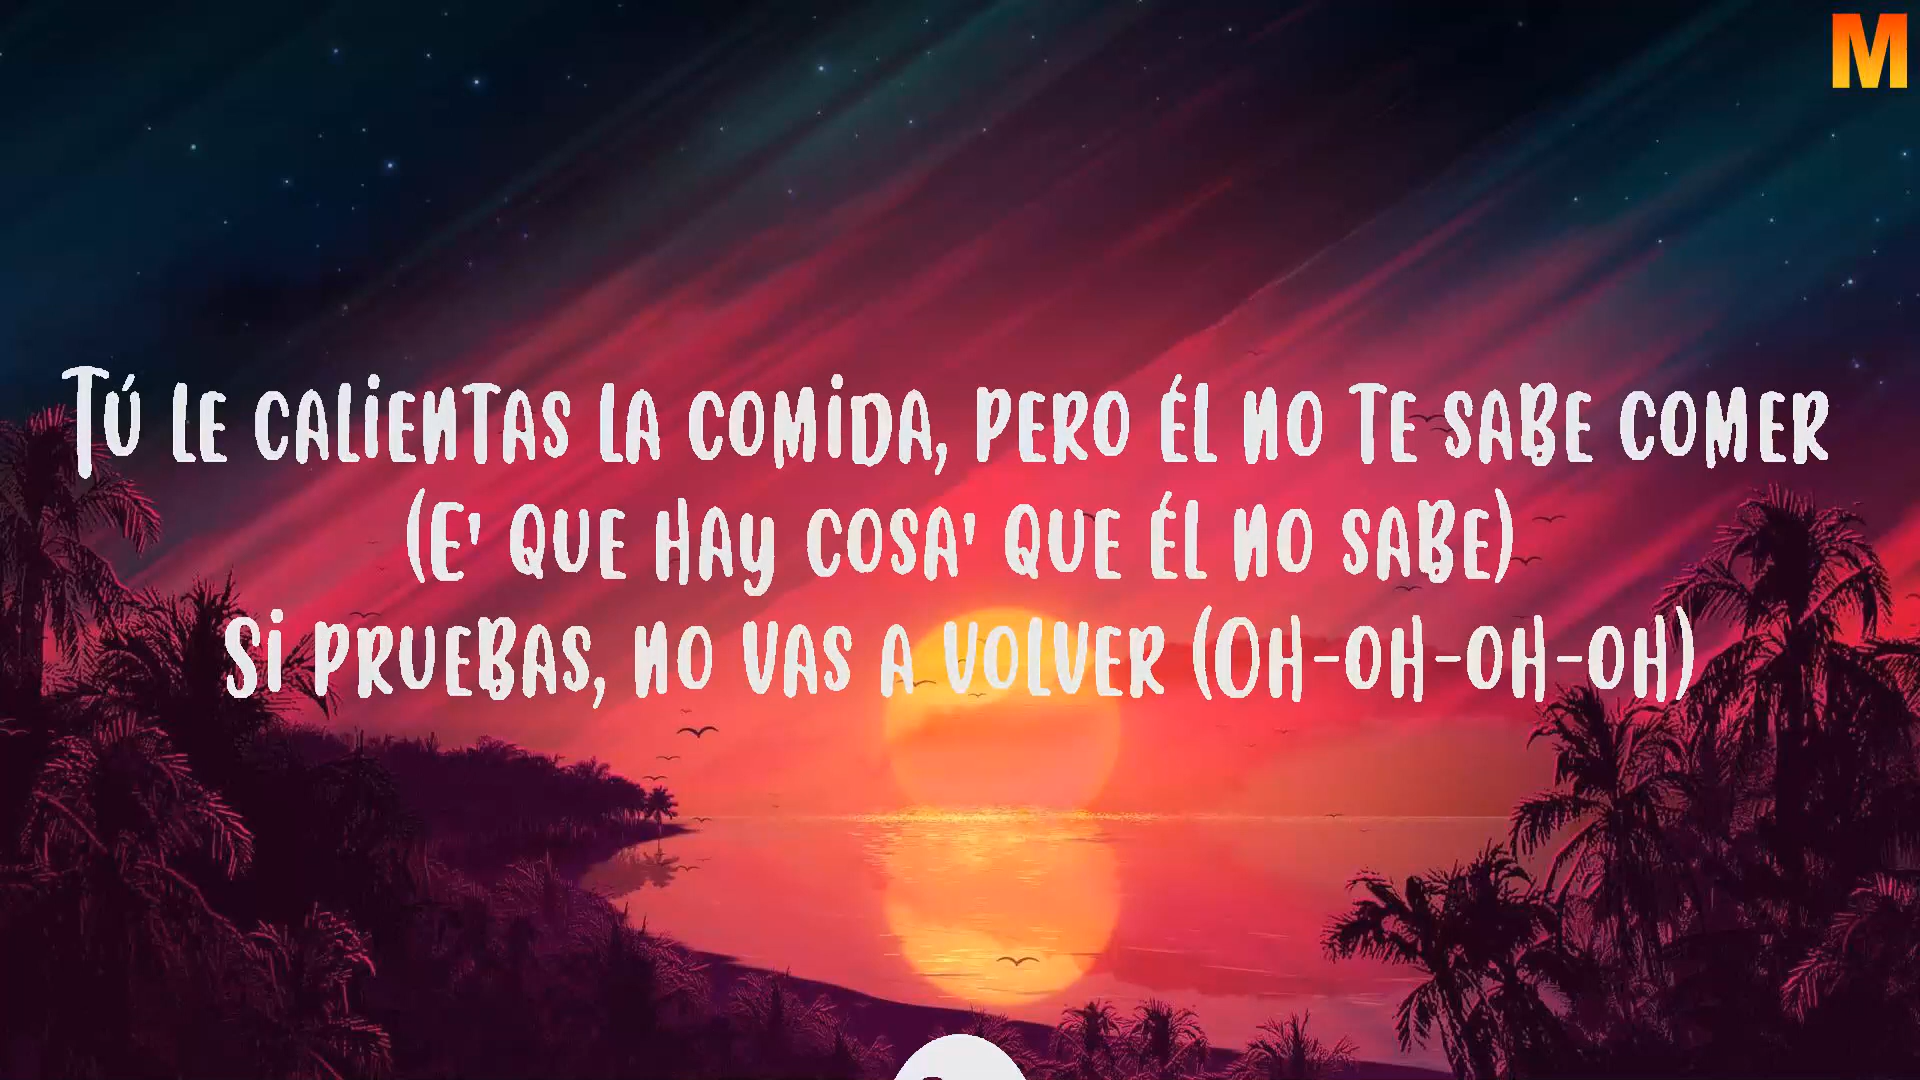 M
Tú le calientas la comida, pero él no te sabe comer
(E' que hay cosa' que él no sabe)
Si pruebas, no vas a volver (Oh-oh-oh-oh)